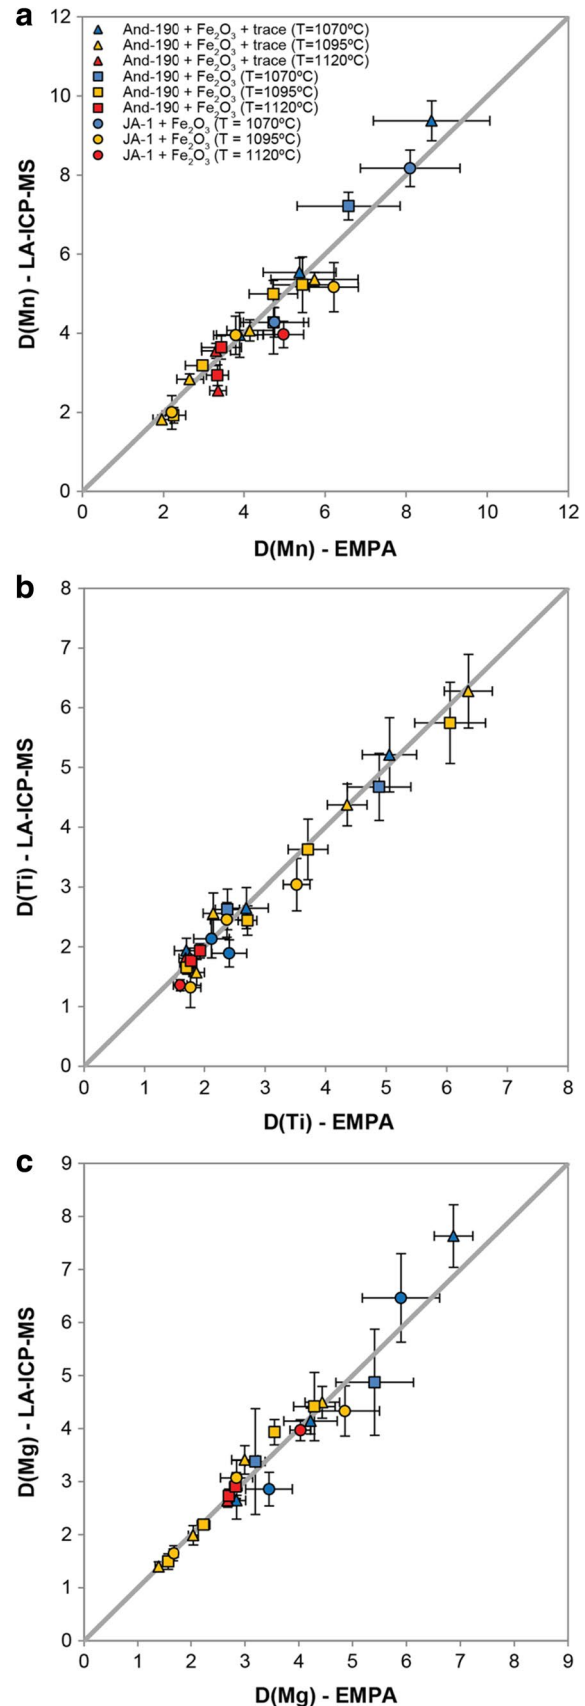 a
12
10
8
6
4
2
0
D(Mn) - LA-ICP-MS
And-190 + Fe₂O₃ + trace (T=1070ºC)
And-190 + Fe₂O₃ + trace (T=1095ºC)
And-190 + Fe₂O₃ + trace (T=1120ºC)
And-190 + Fe₂O₃ (T=1070ºC)
And-190 + Fe₂O₃ (T=1095ºC)
And-190 + Fe₂O₃ (T=1120ºC)
JA-1 + Fe₂O₃ (T = 1070ºC)
JA-1 + Fe₂O₃ (T = 1095ºC)
JA-1 + Fe₂O₃ (T = 1120ºC)
0 2 4 6 8 10 12
D(Mn) - EMPA
b
8
7
6
5
4
3
2
1
0
D(Ti) - LA-ICP-MS
0 1 2 3 4 5 6 7 8
D(Ti) - EMPA
c
9
8
7
6
5
4
3
2
1
0
D(Mg) - LA-ICP-MS
0 1 2 3 4 5 6 7 8 9
D(Mg) - EMPA